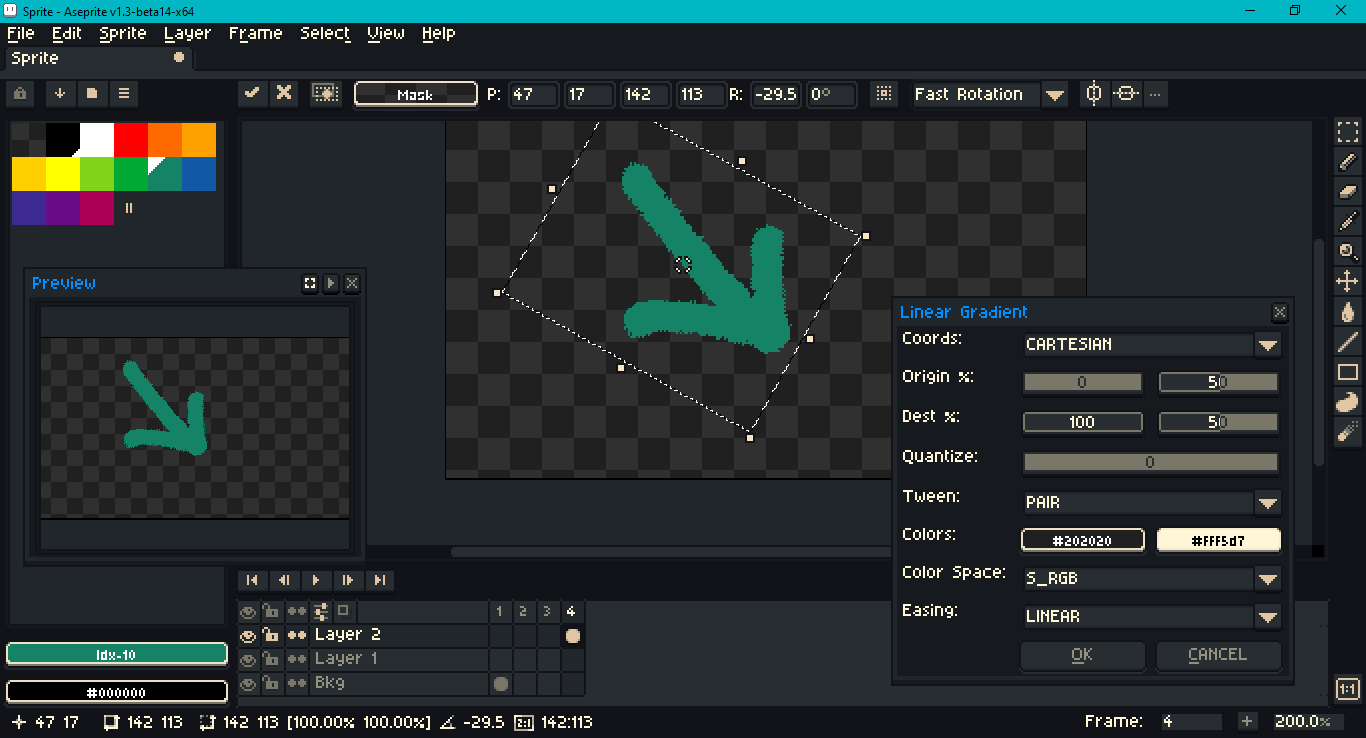 Sprite - Aseprite v1.3-beta14-x64
File Edit Sprite Layer Frame Select View Help
Sprite
Mask P: 47 17 142 113 R: -29.5 0° Fast Rotation ...
Preview
Linear Gradient
Coords: CARTESIAN
Origin %: 0 50
Dest %: 100 50
Quantize: 0
Tween: PAIR
Colors: #202020 #fff5d7
Color Space: S_RGB
Easing: LINEAR
OK CANCEL
1 2 3 4
Layer 2
Layer 1
Bkg
Idx-10
#000000
1:1
47 17 142 113 142 113 [100.00% 100.00%] -29.5 2:1 142:113 Frame: 4 + 200.0%